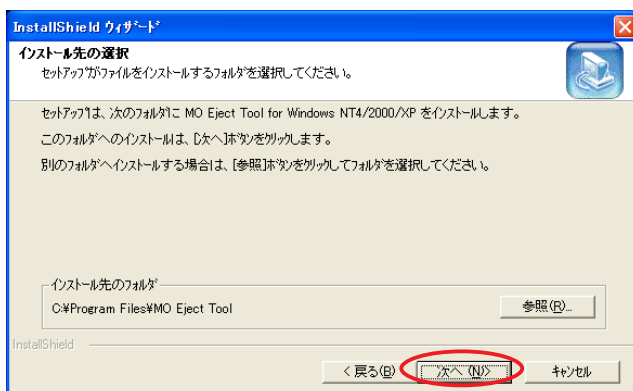 InstallShield ウィザード
インストール先の選択
セットアップがファイルをインストールするフォルダを選択してください。
セットアップは、次のフォルダに MO Eject Tool for Windows NT4/2000/XP をインストールします。
このフォルダへのインストールは、[次へ]ボタンをクリックします。
別のフォルダへインストールする場合は、[参照]ボタンをクリックしてフォルダを選択してください。
インストール先のフォルダ
C:¥Program Files¥MO Eject Tool
参照(R)...
InstallShield
< 戻る(B)
次へ (N)>
キャンセル